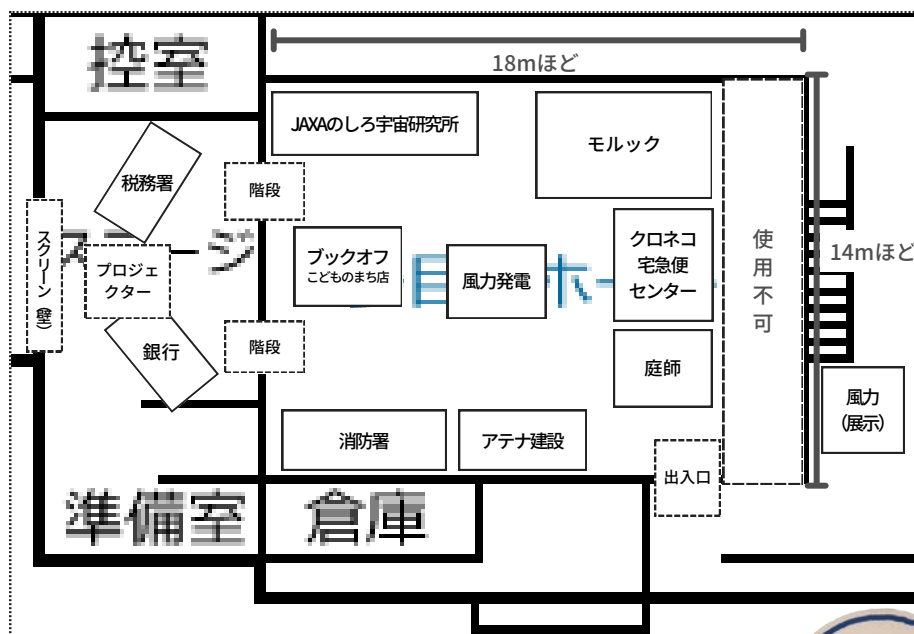 控室
18mほど
JAXAのしろ宇宙研究所
モルック
税務署
階段
スクリーン(壁)
ステージ
プロジェ
クター
ブックオフ
こどものまち店
風力発電
クロネコ
宅急便
センター
使用不可
14mほど
銀行
階段
庭師
風力
(展示)
消防署
アテナ建設
出入口
準備室
倉庫